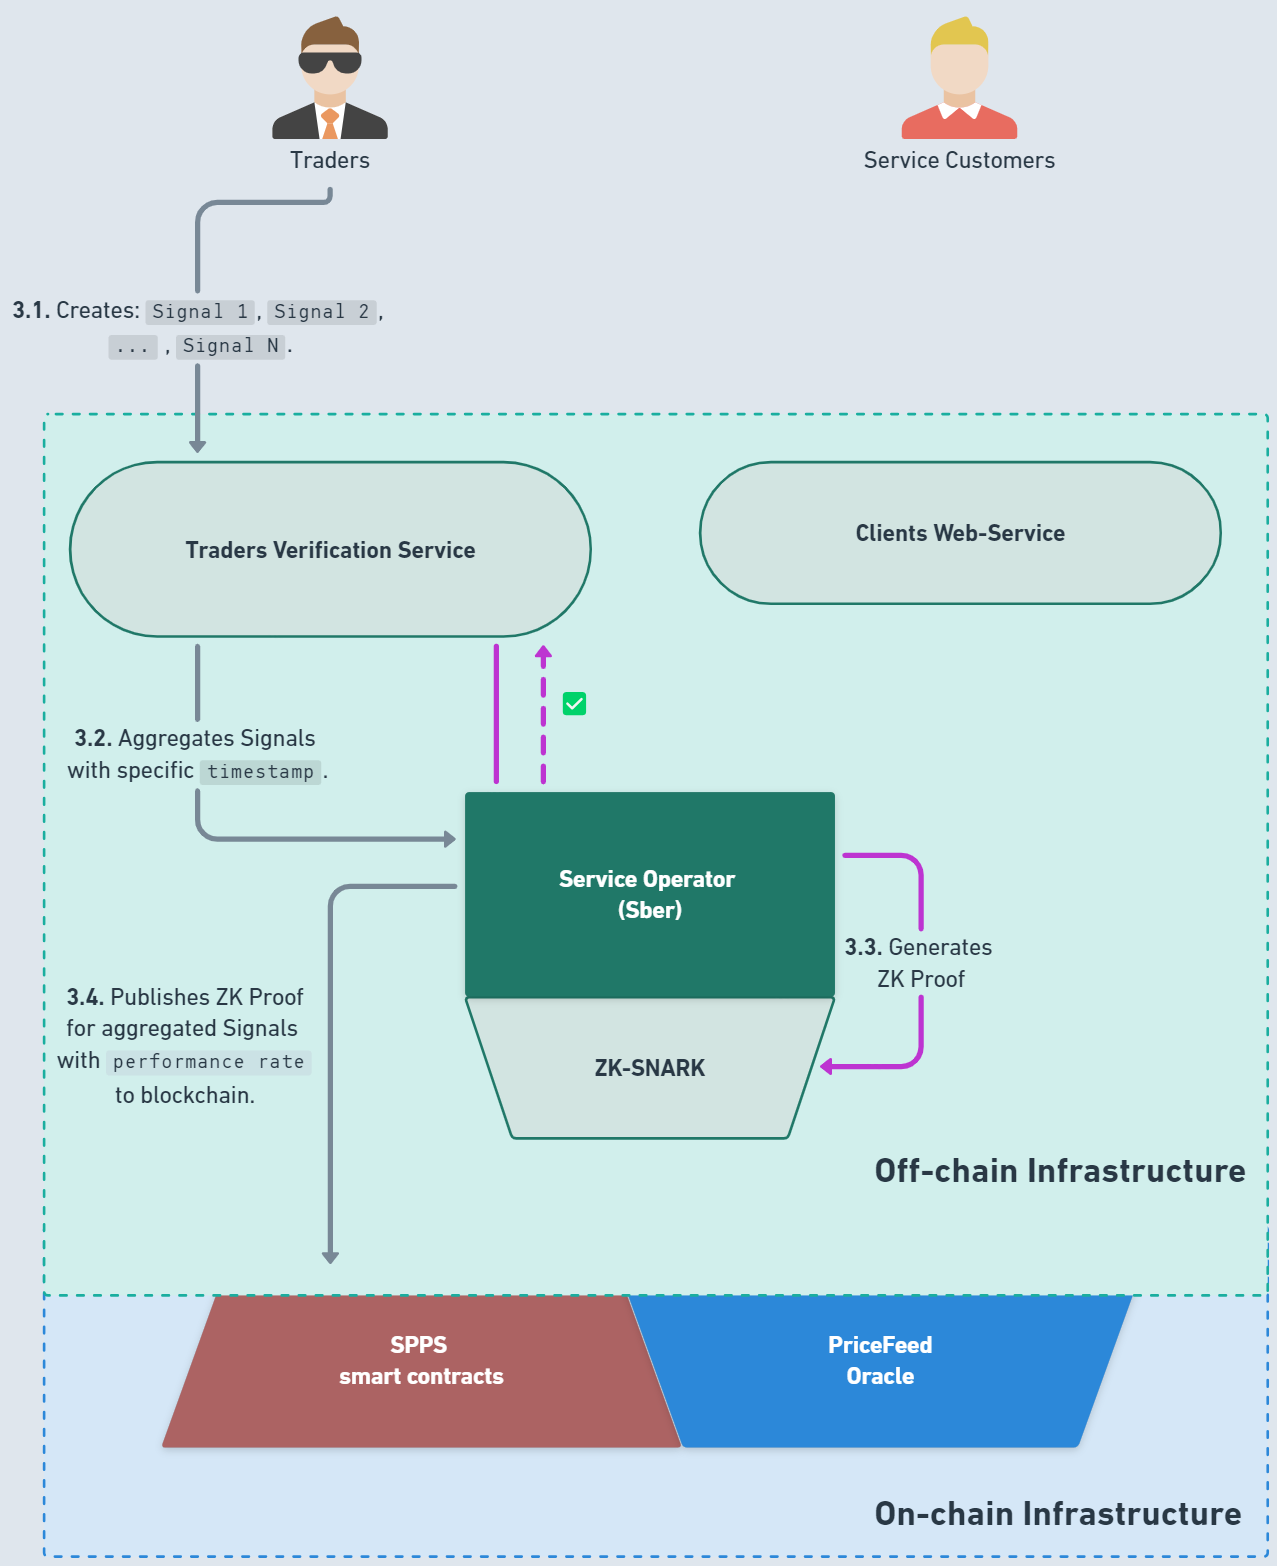 Traders
Service Customers
3.1. Creates: Signal 1, Signal 2,
... , Signal N.
Traders Verification Service
Clients Web-Service
3.2. Aggregates Signals
with specific timestamp.
Service Operator
(Sber)
3.3. Generates
ZK Proof
3.4. Publishes ZK Proof
for aggregated Signals
with performance rate
to blockchain.
ZK-SNARK
Off-chain Infrastructure
SPPS
smart contracts
PriceFeed
Oracle
On-chain Infrastructure